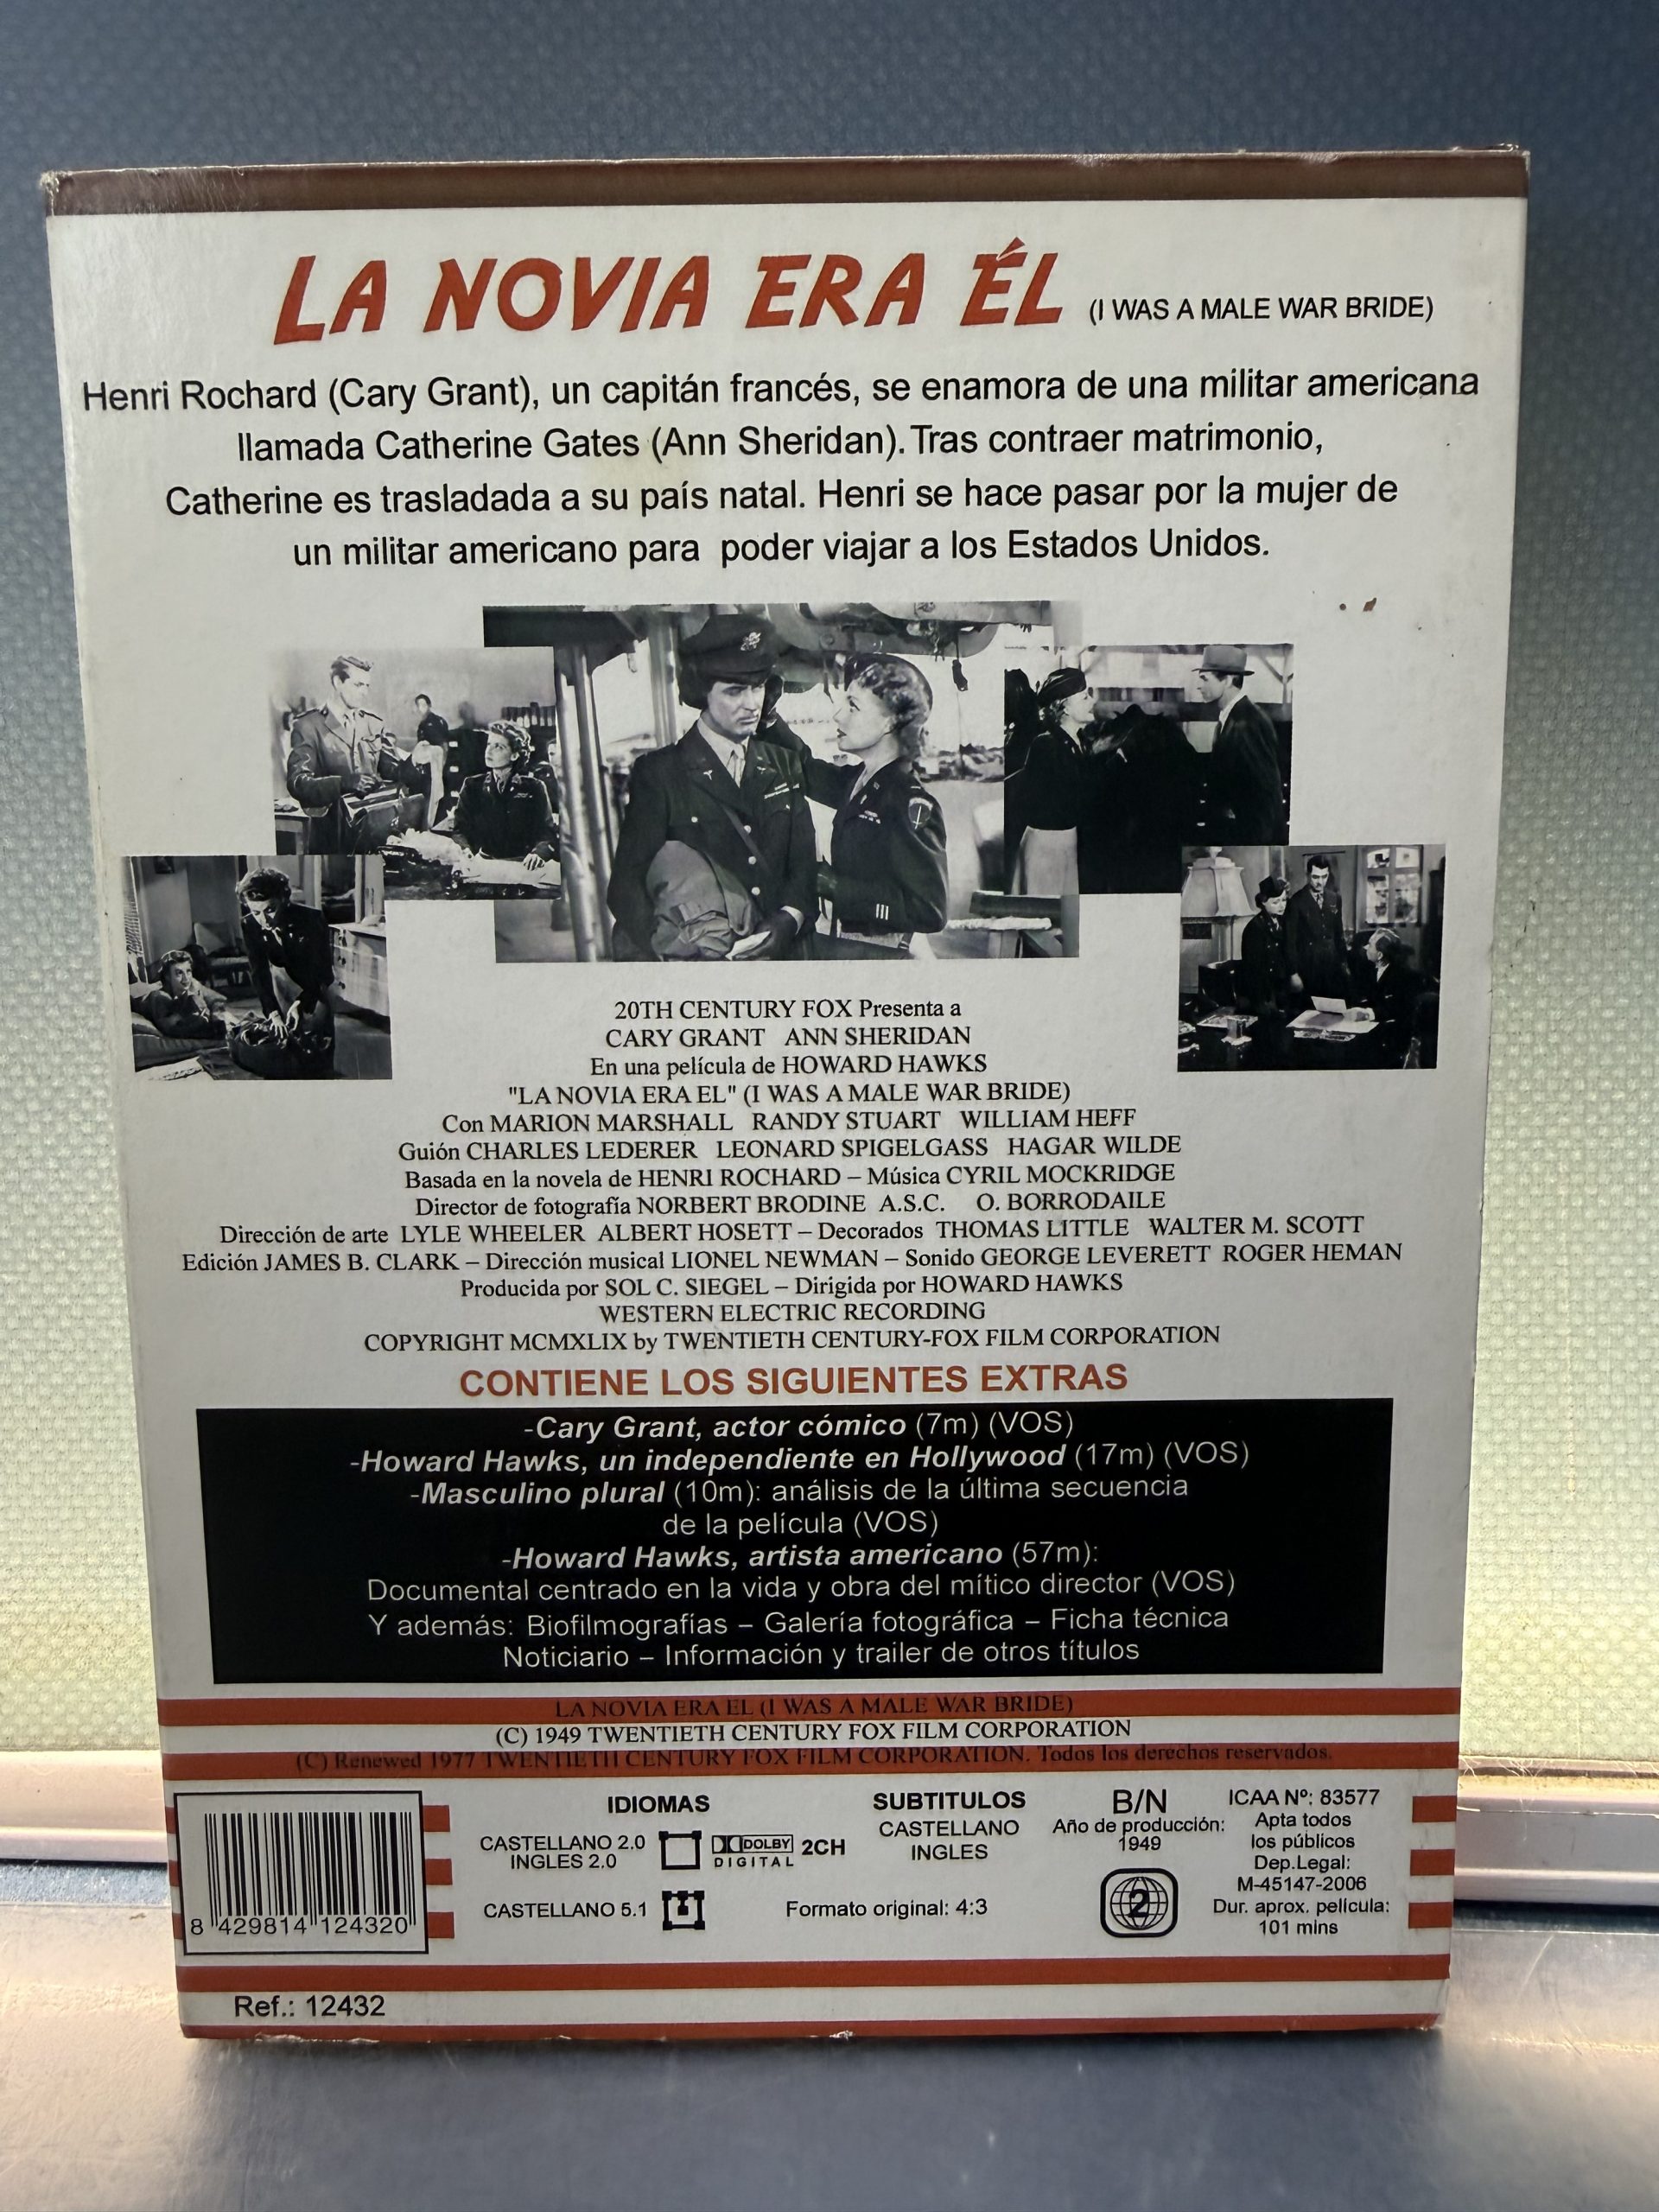 LA NOVIA ERA ÉL (I WAS A MALE WAR BRIDE)
Henri Rochard (Cary Grant), un capitán francés, se enamora de una militar americana
llamada Catherine Gates (Ann Sheridan). Tras contraer matrimonio,
Catherine es trasladada a su país natal. Henri se hace pasar por la mujer de
un militar americano para poder viajar a los Estados Unidos.
20TH CENTURY FOX Presenta a
CARY GRANT ANN SHERIDAN
En una película de HOWARD HAWKS
"LA NOVIA ERA EL" (I WAS A MALE WAR BRIDE)
Con MARION MARSHALL RANDY STUART WILLIAM HEFF
Guión CHARLES LEDERER LEONARD SPIGELGASS HAGAR WILDE
Basada en la novela de HENRI ROCHARD – Música CYRIL MOCKRIDGE
Director de fotografía NORBERT BRODINE A.S.C. O. BORRODAILE
Dirección de arte LYLE WHEELER ALBERT HOSETT – Decorados THOMAS LITTLE WALTER M. SCOTT
Edición JAMES B. CLARK – Dirección musical LIONEL NEWMAN – Sonido GEORGE LEVERETT ROGER HEMAN
Producida por SOL C. SIEGEL – Dirigida por HOWARD HAWKS
WESTERN ELECTRIC RECORDING
COPYRIGHT MCMXLIX by TWENTIETH CENTURY-FOX FILM CORPORATION
CONTIENE LOS SIGUIENTES EXTRAS
-Cary Grant, actor cómico (7m) (VOS)
-Howard Hawks, un independiente en Hollywood (17m) (VOS)
-Masculino plural (10m): análisis de la última secuencia
de la película (VOS)
-Howard Hawks, artista americano (57m):
Documental centrado en la vida y obra del mítico director (VOS)
Y además: Biofilmografías – Galería fotográfica – Ficha técnica
Noticiario – Información y trailer de otros títulos
LA NOVIA ERA EL (I WAS A MALE WAR BRIDE)
(C) 1949 TWENTIETH CENTURY FOX FILM CORPORATION
(C) Renewed 1977 TWENTIETH CENTURY FOX FILM CORPORATION. Todos los derechos reservados.
8 429814 124320
IDIOMAS
CASTELLANO 2.0
INGLES 2.0
DOLBY
DIGITAL
2CH
CASTELLANO 5.1
SUBTITULOS
CASTELLANO
INGLES
Formato original: 4:3
B/N
Año de producción:
1949
2
ICAA Nº: 83577
Apta todos
los públicos
Dep.Legal:
M-45147-2006
Dur. aprox. película:
101 mins
Ref.: 12432